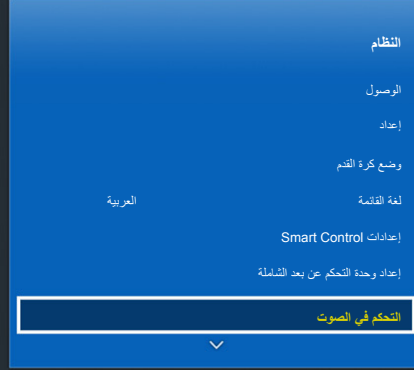 النظام
الوصول
إعداد
وضع كرة القدم
لغة القائمة العربية
إعدادات Smart Control
إعداد وحدة التحكم عن بعد الشاملة
التحكم في الصوت